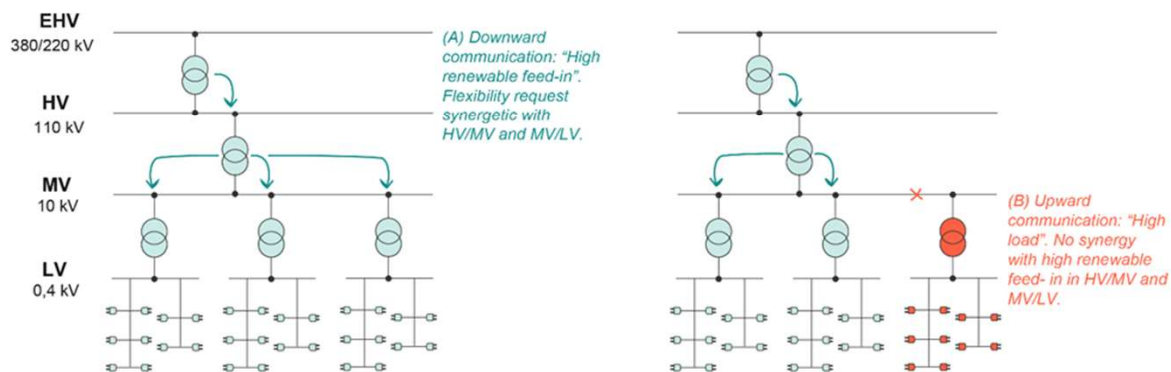 EHV
380/220 kV
HV
110 kV
MV
10 kV
LV
0,4 kV
(A) Downward
communication: “High
renewable feed-in”.
Flexibility request
synergetic with
HV/MV and MV/LV.
(B) Upward
communication: “High
load”. No synergy
with high renewable
feed- in in HV/MV and
MV/LV.